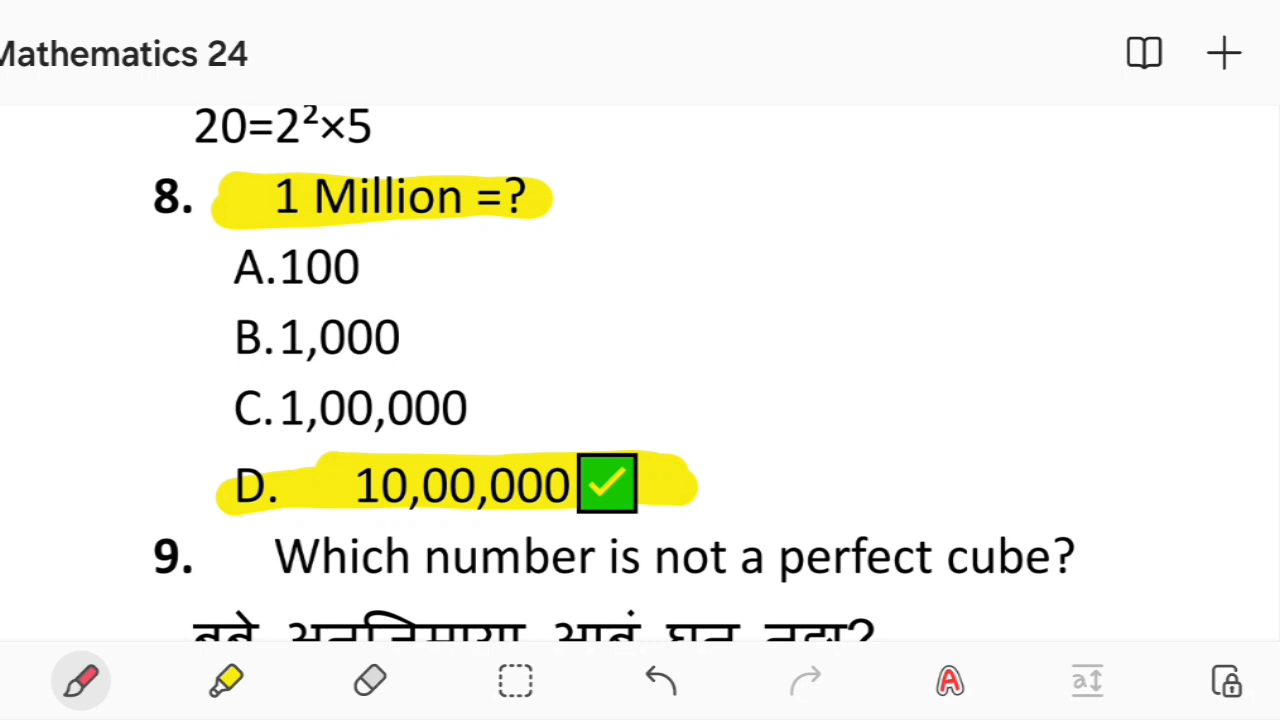 Mathematics 24
20=2²×5
8. 1 Million =?
A.100
B.1,000
C.1,00,000
D. 10,00,000
9. Which number is not a perfect cube?